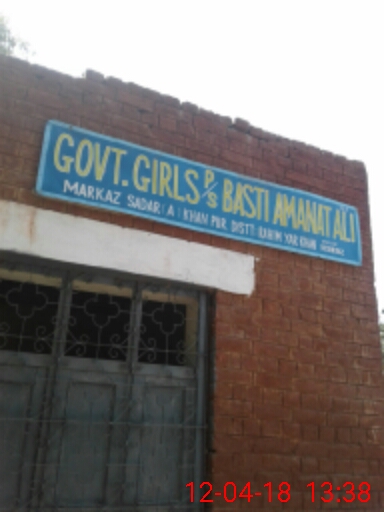 GOVT. GIRLS P/S BASTI AMANAT ALI
MARKAZ SADAR (A) KHAN PUR DISTT: RAHIM YAR KHAN
12-04-18 13:38